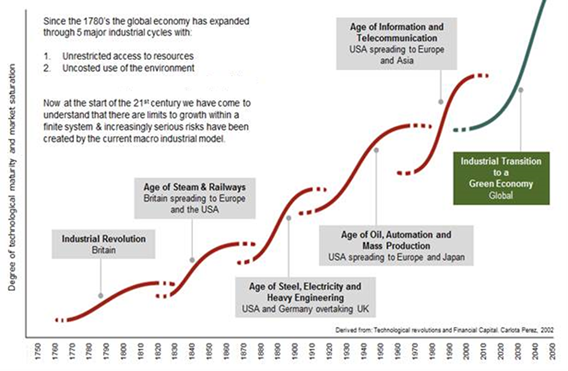 Since the 1780's the global economy has expanded
through 5 major industrial cycles with:
1. Unrestricted access to resources
2. Uncosted use of the environment
Now at the start of the 21st century we have come to
understand that there are limits to growth within a
finite system & increasingly serious risks have been
created by the current macro industrial model.
Age of Information and
Telecommunication
USA spreading to Europe
and Asia
Industrial Transition
to a
Green Economy
Global
Age of Steam & Railways
Britain spreading to Europe
and the USA
Industrial Revolution
Britain
Age of Oil, Automation and
Mass Production
USA spreading to Europe and Japan
Age of Steel, Electricity and
Heavy Engineering
USA and Germany overtaking UK
Degree of technological maturity and market saturation
Derived from: Technological revolutions and Financial Capital. Carlota Perez, 2002
1750 1760 1770 1780 1790 1800 1810 1820 1830 1840 1850 1860 1870 1880 1890 1900 1910 1920 1930 1940 1950 1960 1970 1980 1990 2000 2010 2020 2030 2040 2050